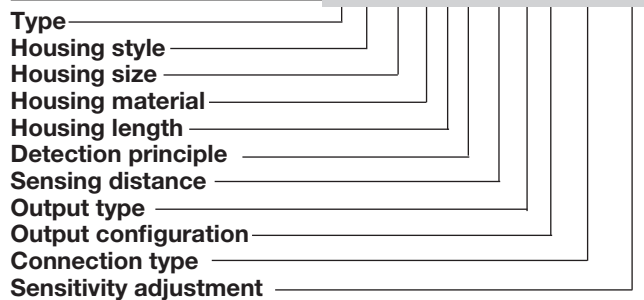 Type
Housing style
Housing size
Housing material
Housing length
Detection principle
Sensing distance
Output type
Output configuration
Connection type
Sensitivity adjustment